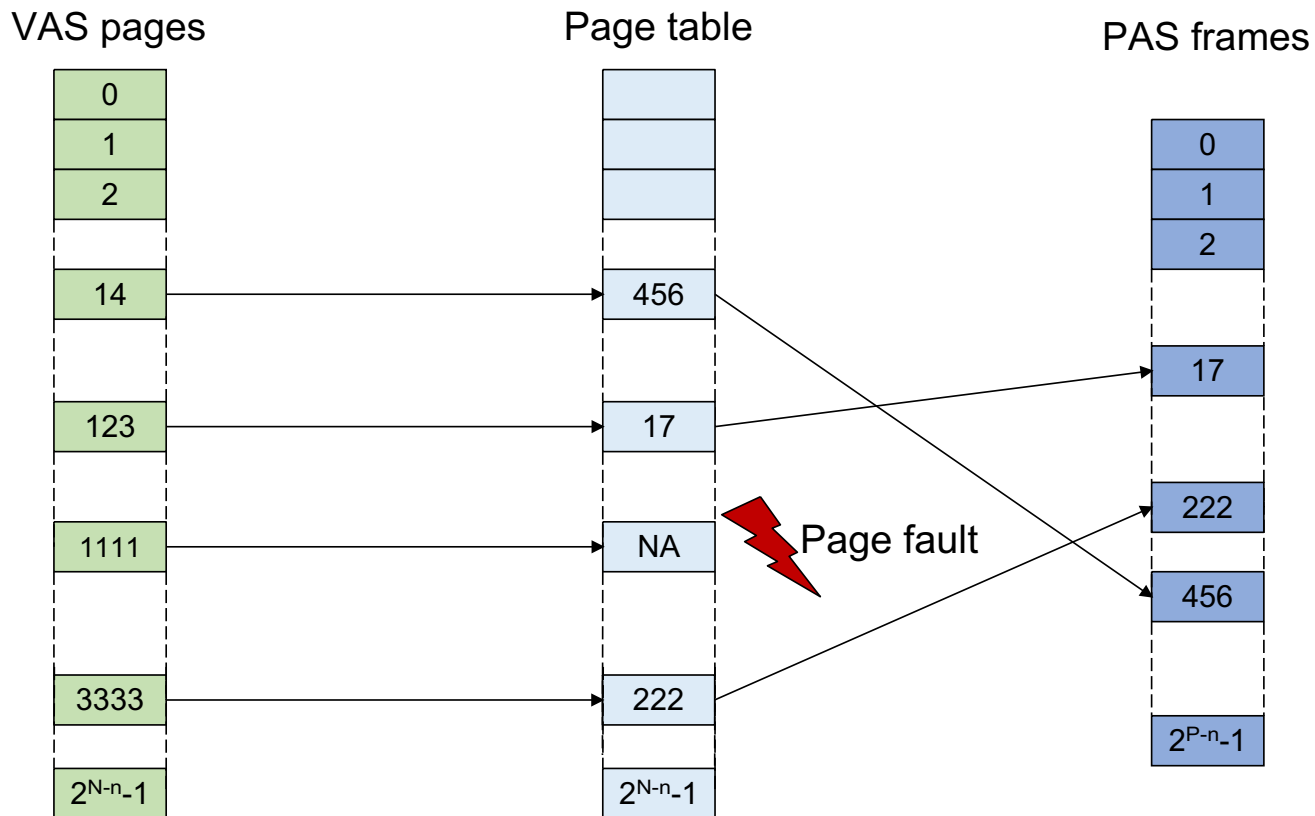 VAS pages
Page table
PAS frames
0
1
2
14
123
1111
3333
2^N-n-1
456
17
NA
222
2^N-n-1
Page fault
0
1
2
17
222
456
2^P-n-1